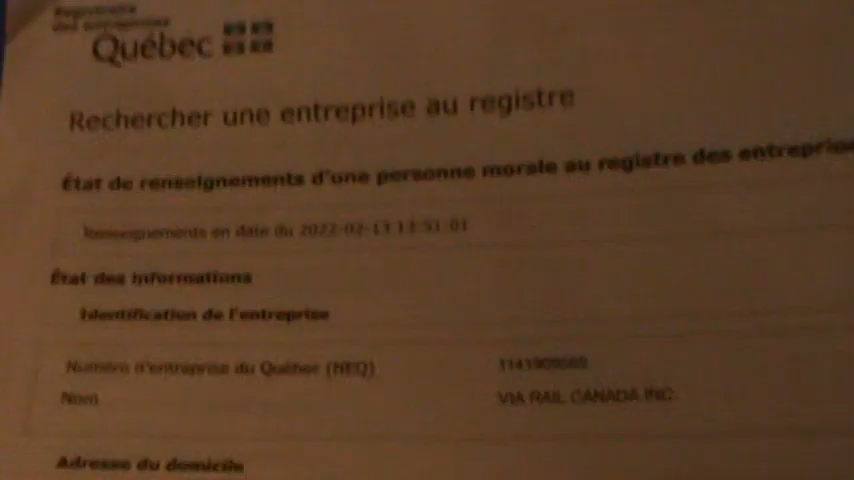 Registraire
des entreprises
Québec
Rechercher une entreprise au registre
État de renseignements d'une personne morale au registre des entreprise
Renseignements en date du 2022-02-13 13:51:01
État des informations
Identification de l'entreprise
Numéro d'entreprise du Québec (NEQ)
Nom
VIA RAIL CANADA INC.
Adresse du domicile